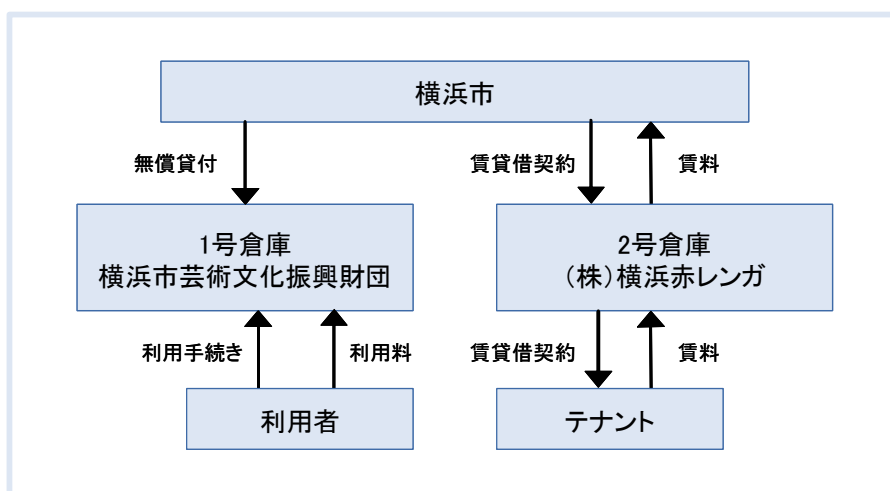 横浜市
無償貸付
賃貸借契約
賃料
1号倉庫
横浜市芸術文化振興財団
2号倉庫
（株）横浜赤レンガ
利用手続き
利用料
賃貸借契約
賃料
利用者
テナント